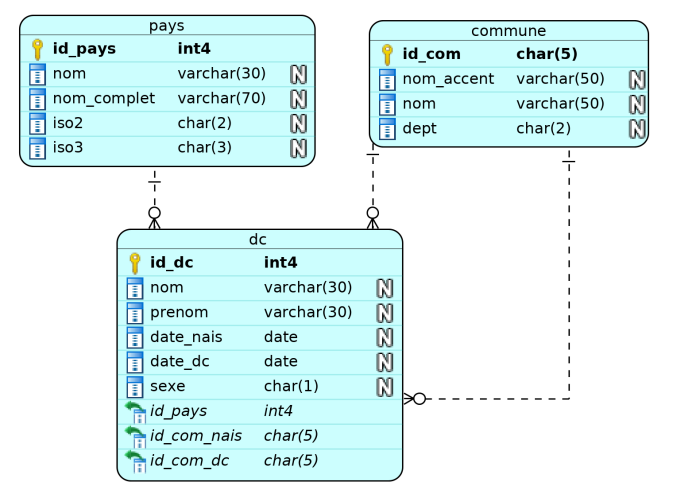 pays
id_pays int4
nom varchar(30) N
nom_complet varchar(70) N
iso2 char(2) N
iso3 char(3) N
commune
id_com char(5)
nom_accent varchar(50) N
nom varchar(50) N
dept char(2) N
dc
id_dc int4
nom varchar(30) N
prenom varchar(30) N
date_nais date N
date_dc date N
sexe char(1) N
id_pays int4
id_com_nais char(5)
id_com_dc char(5)